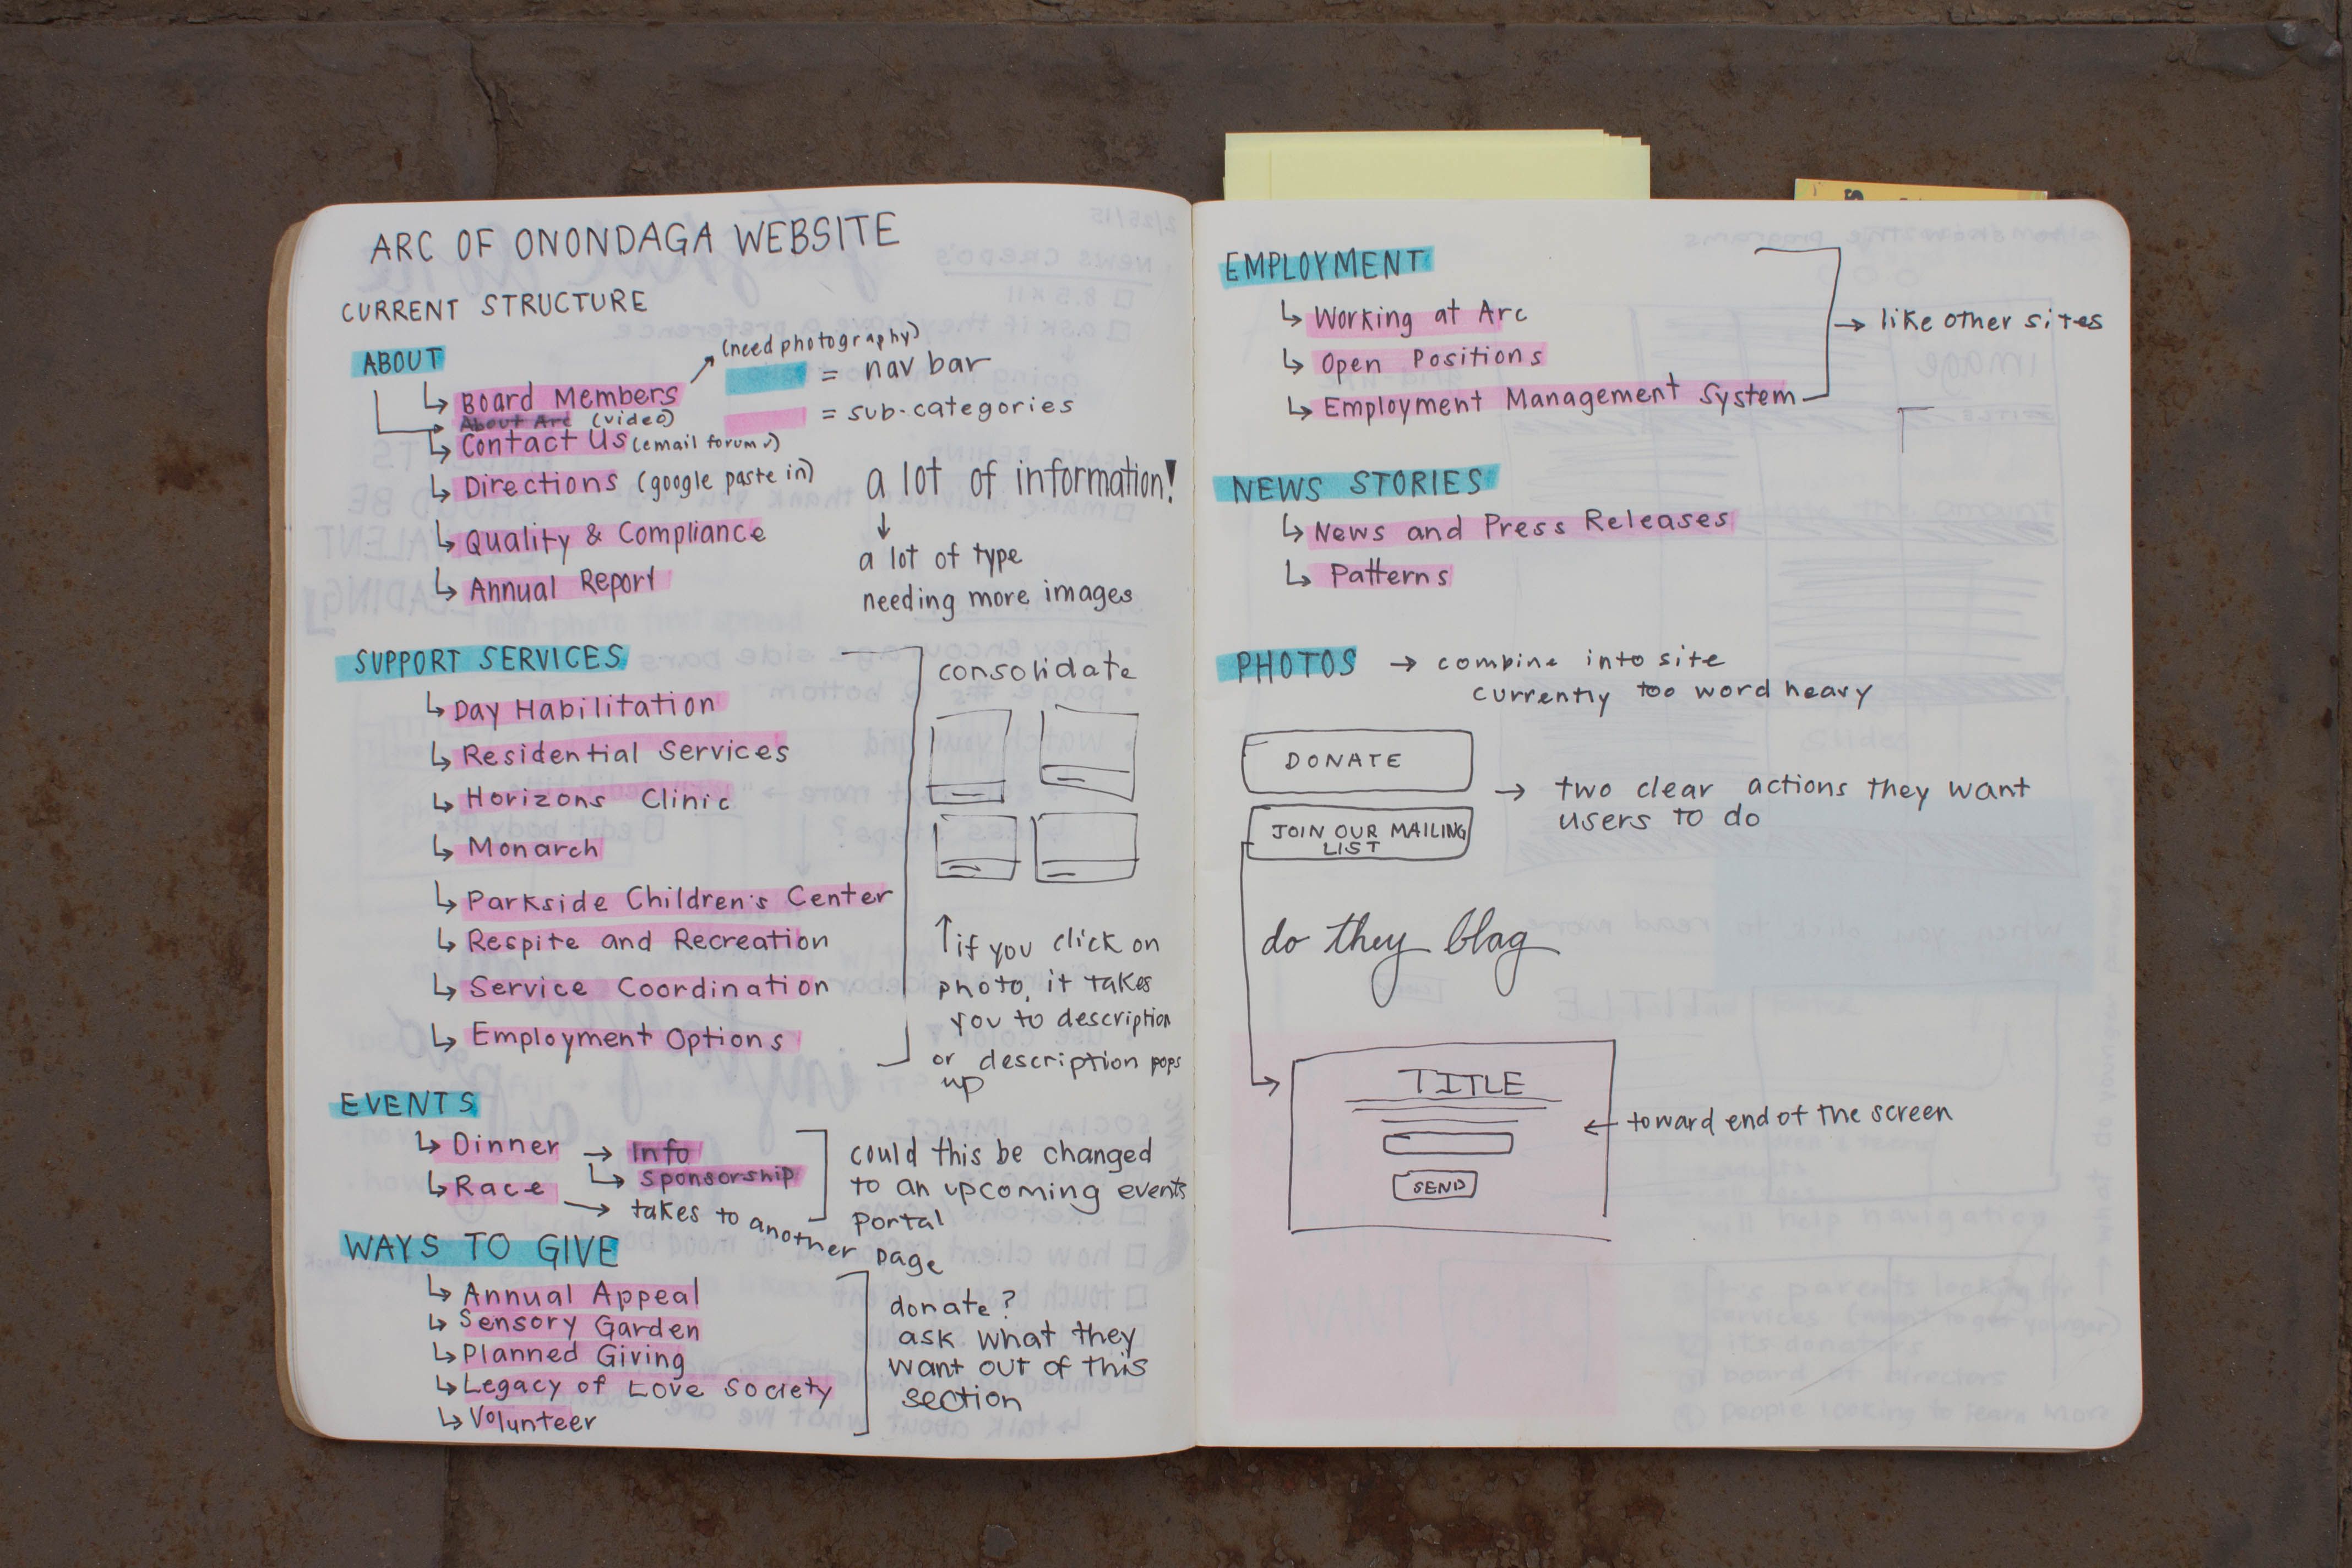 ARC OF ONONDAGA WEBSITE
CURRENT STRUCTURE
ABOUT
(need photography)
= nav bar
= sub-categories
Board Members
About Arc (video)
Contact Us (email forum)
Directions (google paste in)
Quality & Compliance
Annual Report
a lot of information!
a lot of type
needing more images
SUPPORT SERVICES
Day Habilitation
Residential Services
Horizons Clinic
Monarch
Parkside Children's Center
Respite and Recreation
Service Coordination
Employment Options
consolidate
if you click on
photo, it takes
you to description
or description pops
up
EVENTS
Dinner → Info
Sponsorship
Race → takes to another page
could this be changed
to an upcoming events
portal
WAYS TO GIVE
Annual Appeal
Sensory Garden
Planned Giving
Legacy of Love Society
Volunteer
donate?
ask what they
want out of this
section
EMPLOYMENT
Working at Arc
Open Positions
Employment Management System
→ like other sites
NEWS STORIES
News and Press Releases
Patterns
PHOTOS → combine into site
currently too word heavy
DONATE
JOIN OUR MAILING
LIST
→ two clear actions they want
users to do
do they blog
TITLE
SEND
← toward end of the screen